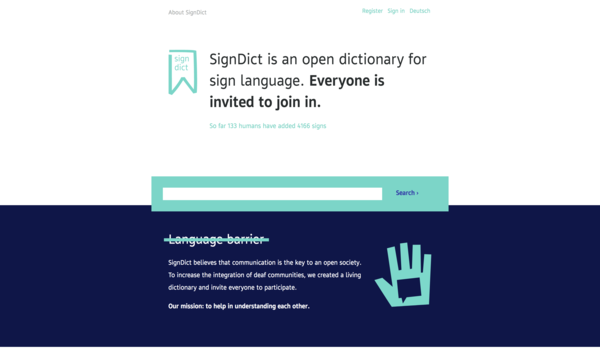 About SignDict
Register Sign in Deutsch
sign
dict
SignDict is an open dictionary for
sign language. Everyone is
invited to join in.
So far 133 humans have added 4166 signs
Search ›
Language barrier
SignDict believes that communication is the key to an open society.
To increase the integration of deaf communities, we created a living
dictionary and invite everyone to participate.
Our mission: to help in understanding each other.